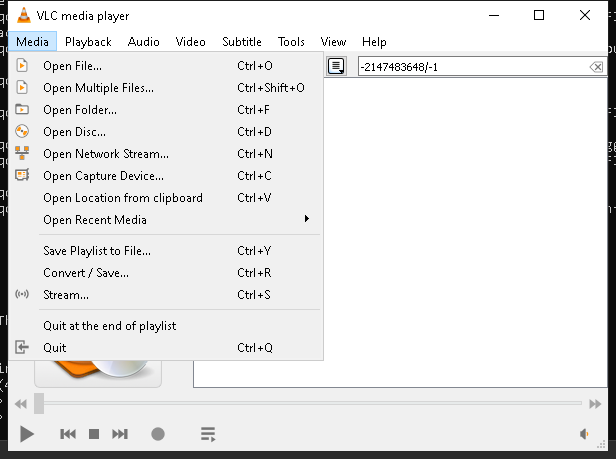 VLC media player
Media Playback Audio Video Subtitle Tools View Help
Open File... Ctrl+O
-2147483648/-1
Open Multiple Files... Ctrl+Shift+O
Open Folder... Ctrl+F
Open Disc... Ctrl+D
Open Network Stream... Ctrl+N
Open Capture Device... Ctrl+C
Open Location from clipboard Ctrl+V
Open Recent Media
Save Playlist to File... Ctrl+Y
Convert / Save... Ctrl+R
Stream... Ctrl+S
Quit at the end of playlist
Quit Ctrl+Q